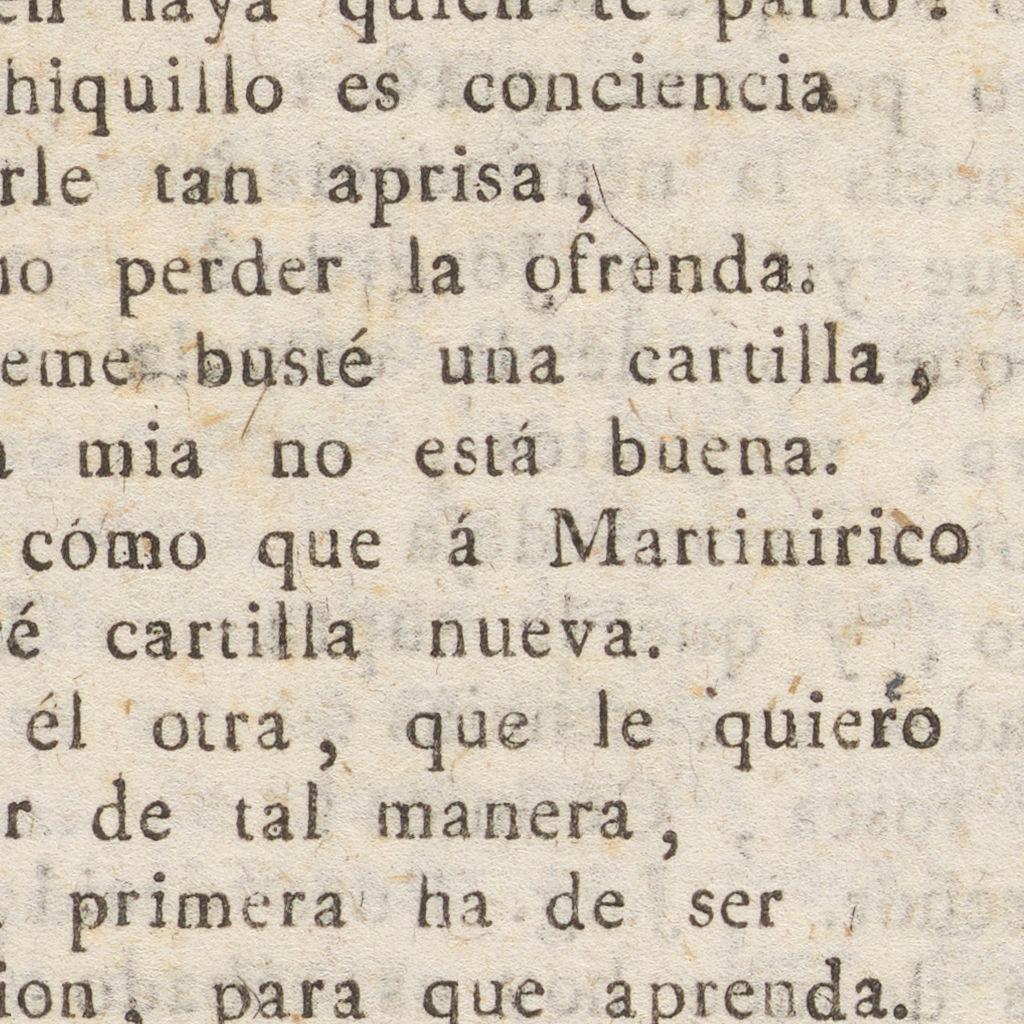 haya quien te pario.
hiquillo es conciencia
rle tan aprisa,
no perder la ofrenda.
eme busté una cartilla,
mia no está buena.
cómo que á Martinirico
é cartilla nueva.
él otra, que le quiero
r de tal manera,
primera ha de ser
ion, para que aprenda.